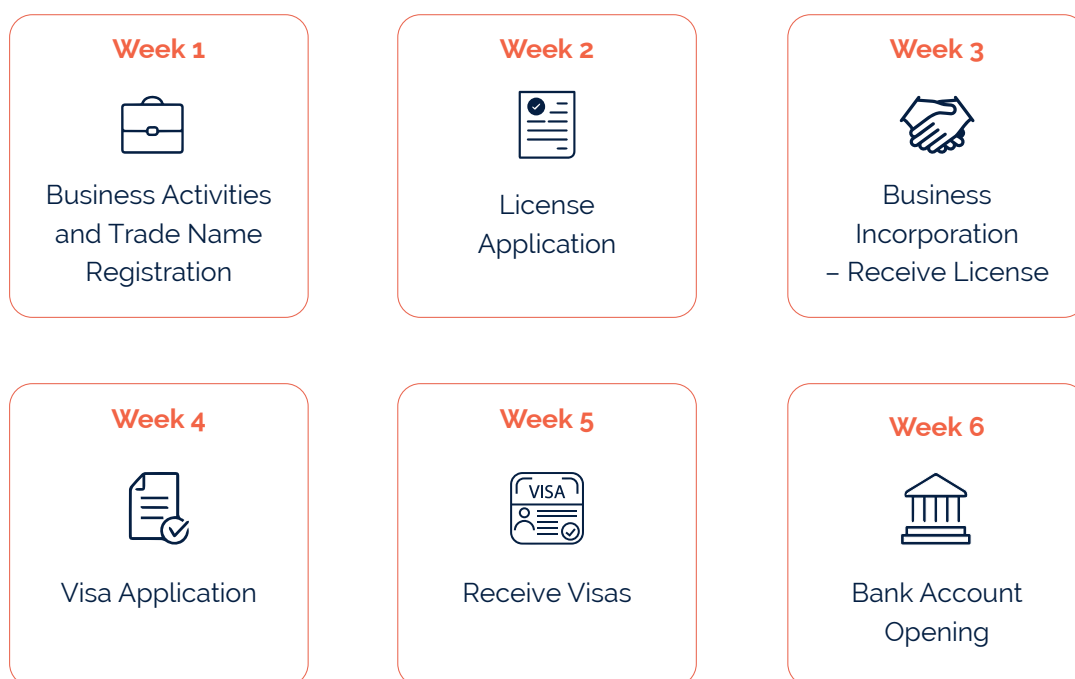 Week 1
Business Activities
and Trade Name
Registration
Week 2
License
Application
Week 3
Business
Incorporation
– Receive License
Week 4
Visa Application
Week 5
VISA
Receive Visas
Week 6
Bank Account
Opening